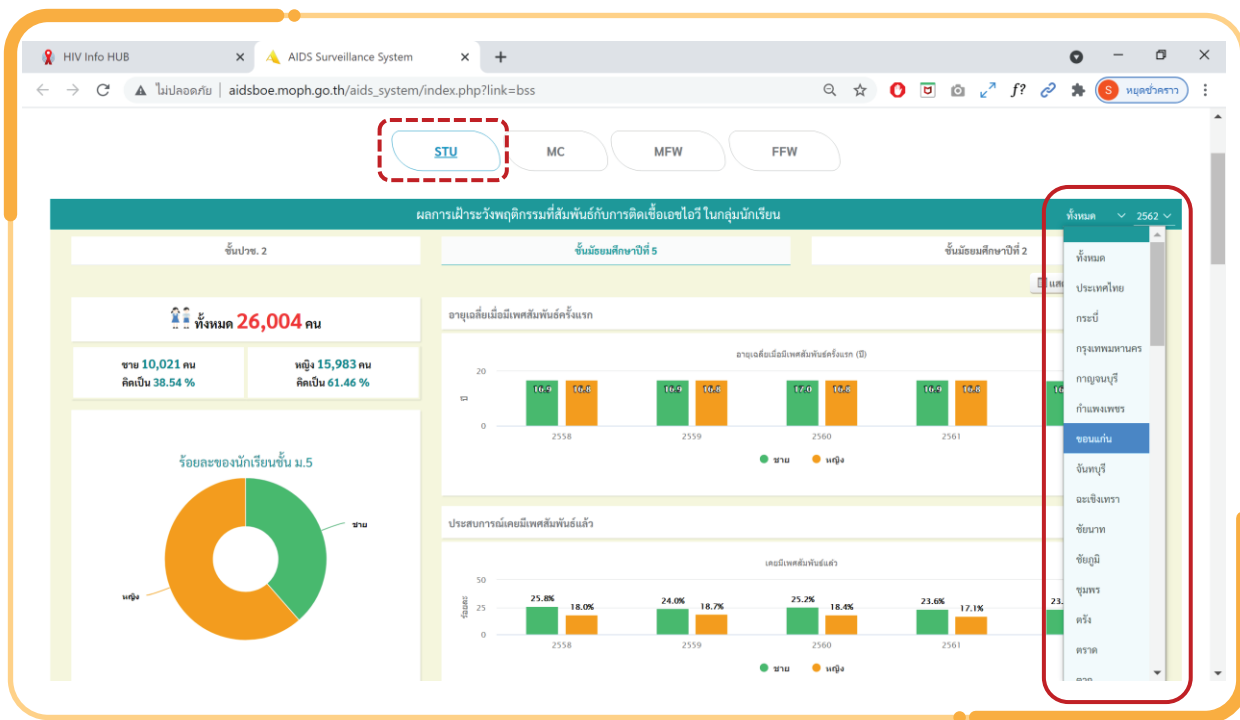 HIV Info HUB
AIDS Surveillance System
ไม่ปลอดภัย
aidsboe.moph.go.th/aids_system/index.php?link=bss
f?
S
หยุดชั่วคราว
STU
MC
MFW
FFW
ผลการเฝ้าระวังพฤติกรรมที่สัมพันธ์กับการติดเชื้อเอชไอวี ในกลุ่มนักเรียน
ทั้งหมด
2562
ชั้นปวช. 2
ชั้นมัธยมศึกษาปีที่ 5
ชั้นมัธยมศึกษาปีที่ 2
ทั้งหมด 26,004 คน
ชาย 10,021 คน
คิดเป็น 38.54 %
หญิง 15,983 คน
คิดเป็น 61.46 %
ร้อยละของนักเรียนชั้น ม.5
ชาย
หญิง
อายุเฉลี่ยเมื่อมีเพศสัมพันธ์ครั้งแรก
อายุเฉลี่ยเมื่อมีเพศสัมพันธ์ครั้งแรก (ปี)
ปี
20
0
16.9 16.8 16.9 16.8 17.0 16.8 16.9 16.8
2558 2559 2560 2561
ชาย หญิง
ประสบการณ์เคยมีเพศสัมพันธ์แล้ว
เคยมีเพศสัมพันธ์แล้ว
ร้อยละ
50
25
0
25.8% 18.0% 24.0% 18.7% 25.2% 18.4% 23.6% 17.1% 23.
2558 2559 2560 2561
ชาย หญิง
ทั้งหมด
ประเทศไทย
กระบี่
กรุงเทพมหานคร
กาญจนบุรี
กำแพงเพชร
ขอนแก่น
จันทบุรี
ฉะเชิงเทรา
ชัยนาท
ชัยภูมิ
ชุมพร
ตรัง
ตราด